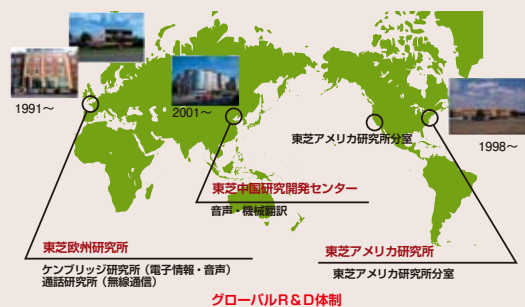 1991〜
2001〜
東芝アメリカ研究所分室
1998〜
東芝中国研究開発センター
音声・機械翻訳
東芝欧州研究所
ケンブリッジ研究所（電子情報・音声）
通話研究所（無線通信）
東芝アメリカ研究所
東芝アメリカ研究所分室
グローバルR＆D体制